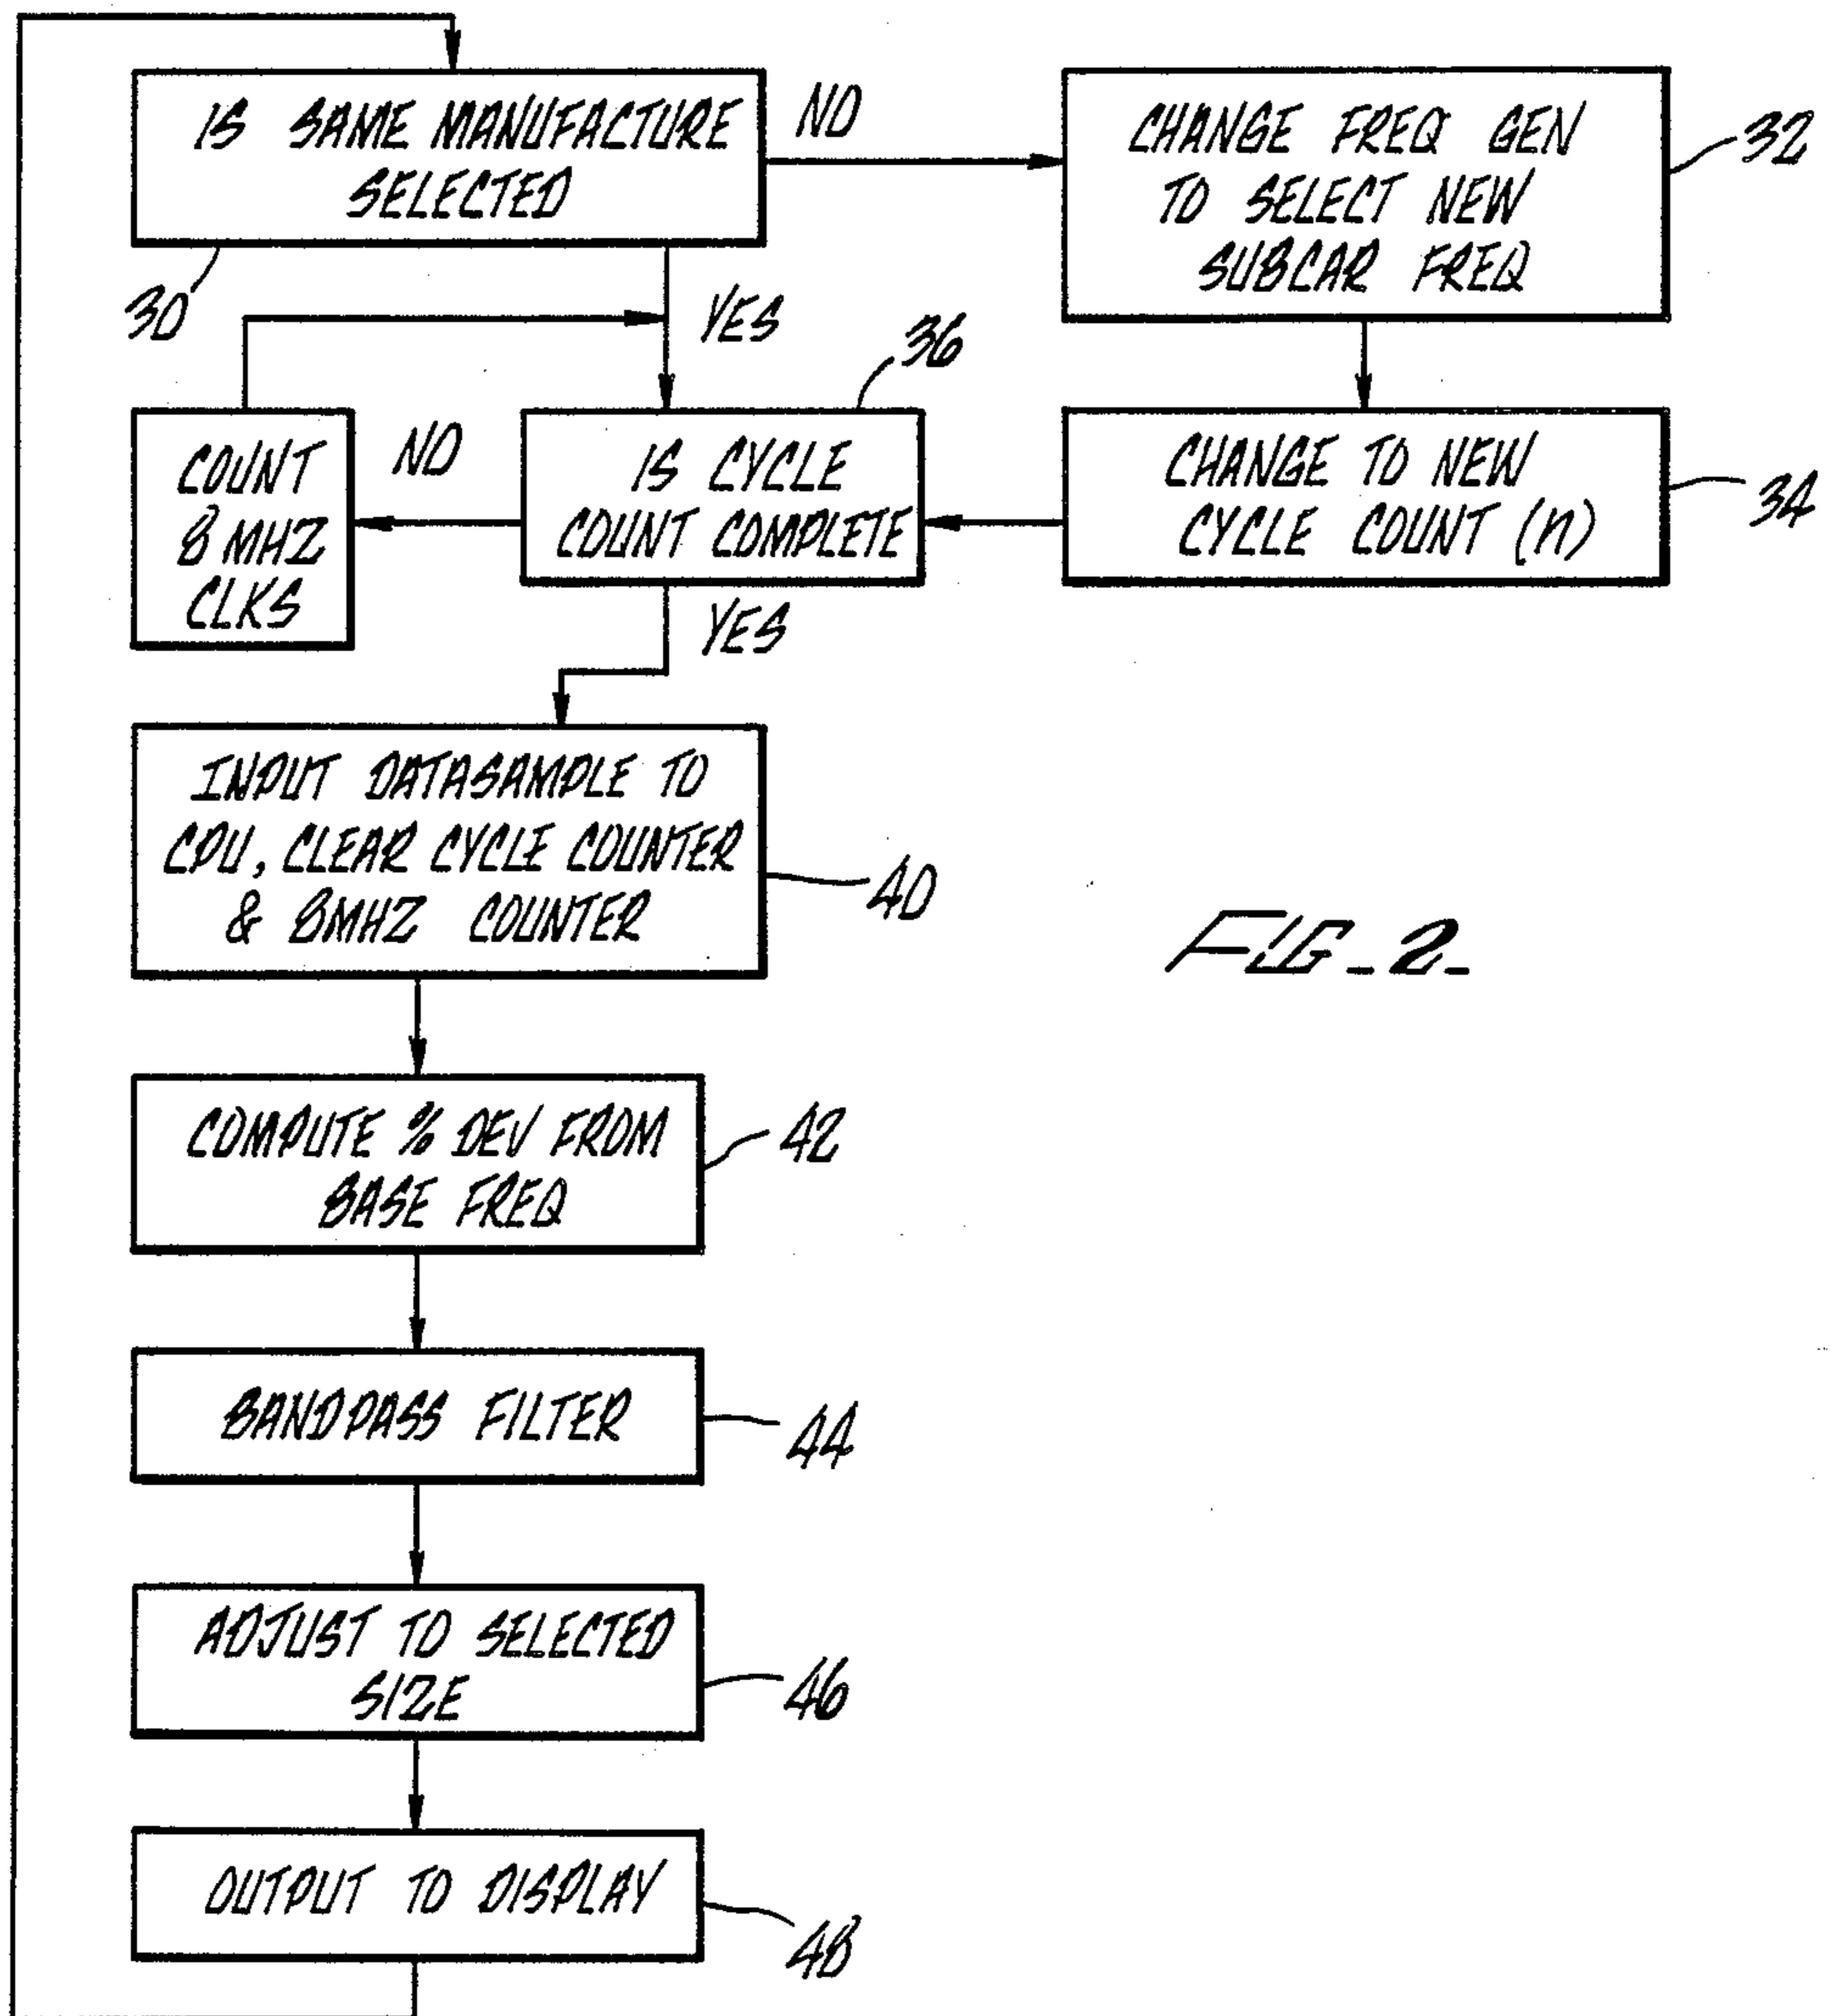 IS SAME MANUFACTURE
SELECTED
30
NO
CHANGE FREQ GEN
TO SELECT NEW
SUBCAR FREQ
32
YES
COUNT
8 MHZ
CLKS
NO
IS CYCLE
COUNT COMPLETE
36
CHANGE TO NEW
CYCLE COUNT (n)
34
YES
INPUT DATASAMPLE TO
CPU, CLEAR CYCLE COUNTER
& 8MHZ COUNTER
40
FIG_2_
COMPUTE % DEV FROM
BASE FREQ
42
BANDPASS FILTER
44
ADJUST TO SELECTED
SIZE
46
OUTPUT TO DISPLAY
48